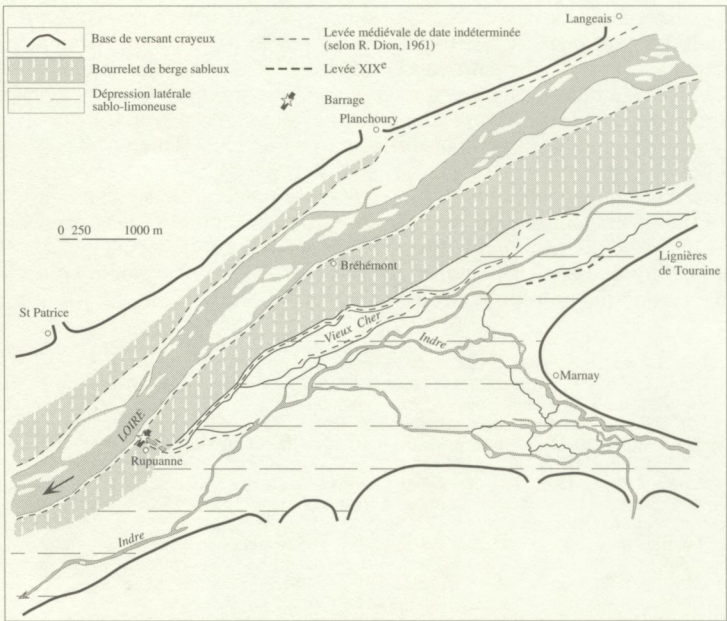 Base de versant crayeux
Bourrelet de berge sableux
Dépression latérale
sablo-limoneuse
Levée médiévale de date indéterminée
(selon R. Dion, 1961)
Levée XIXe
Barrage
Langeais
Planchoury
0 250 1000 m
Bréhémont
Lignières
de Touraine
St Patrice
Vieux Cher
Indre
Marnay
LOIRE
Rupuanne
Indre